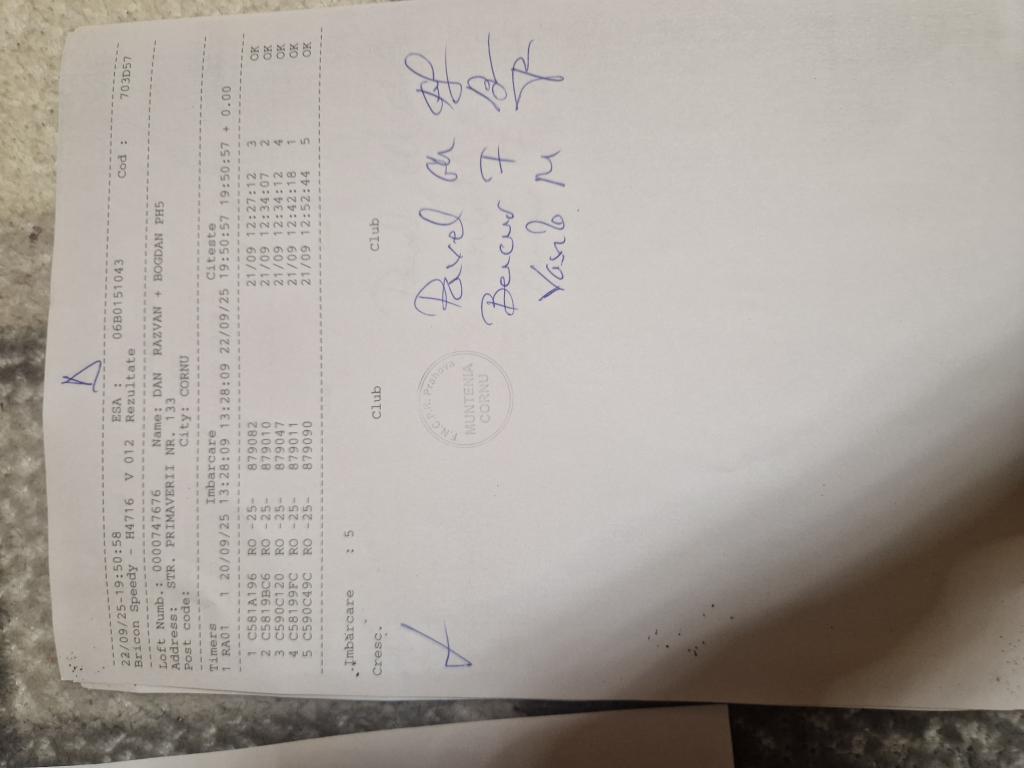 22/09/25-19:50:58 ESA : 06B0151043 Cod : 703D57
Bricon Speedy - H4716 V 012 Rezultate
Loft Numb.: 0000747676 Name: DAN RAZVAN + BOGDAN PH5
Address: STR. PRIMAVERII NR. 133
Post code: City: CORNU
Timers Imbarcare Citeste
1 RA01 1 20/09/25 13:28:09 13:28:09 22/09/25 19:50:57 19:50:57 + 0.00
1 C581A196 RO -25- 879082 21/09 12:27:12 3 OK
2 C5819BC6 RO -25- 879010 21/09 12:34:07 2 OK
3 C590C120 RO -25- 879047 21/09 12:34:12 4 OK
4 C58199FC RO -25- 879011 21/09 12:42:18 1 OK
5 C590C49C RO -25- 879090 21/09 12:52:44 5 OK
Imbarcare : 5
Cresc. Club Club
F.N.C.P.R. Prahova
MUNTENIA
CORNU
Pavel
Vasile M